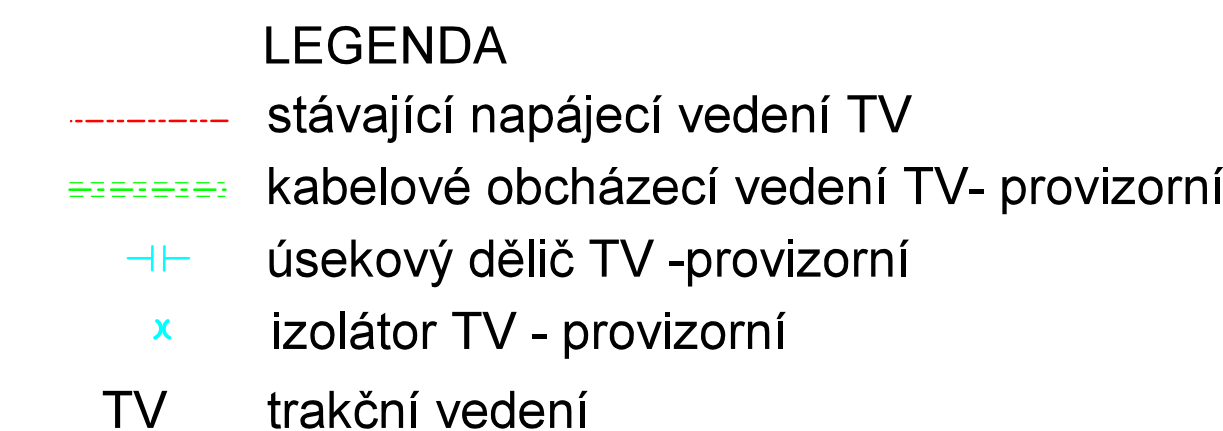 LEGENDA
stávající napájecí vedení TV
kabelové obcházecí vedení TV- provizorní
úsekový dělič TV -provizorní
x izolátor TV - provizorní
TV trakční vedení